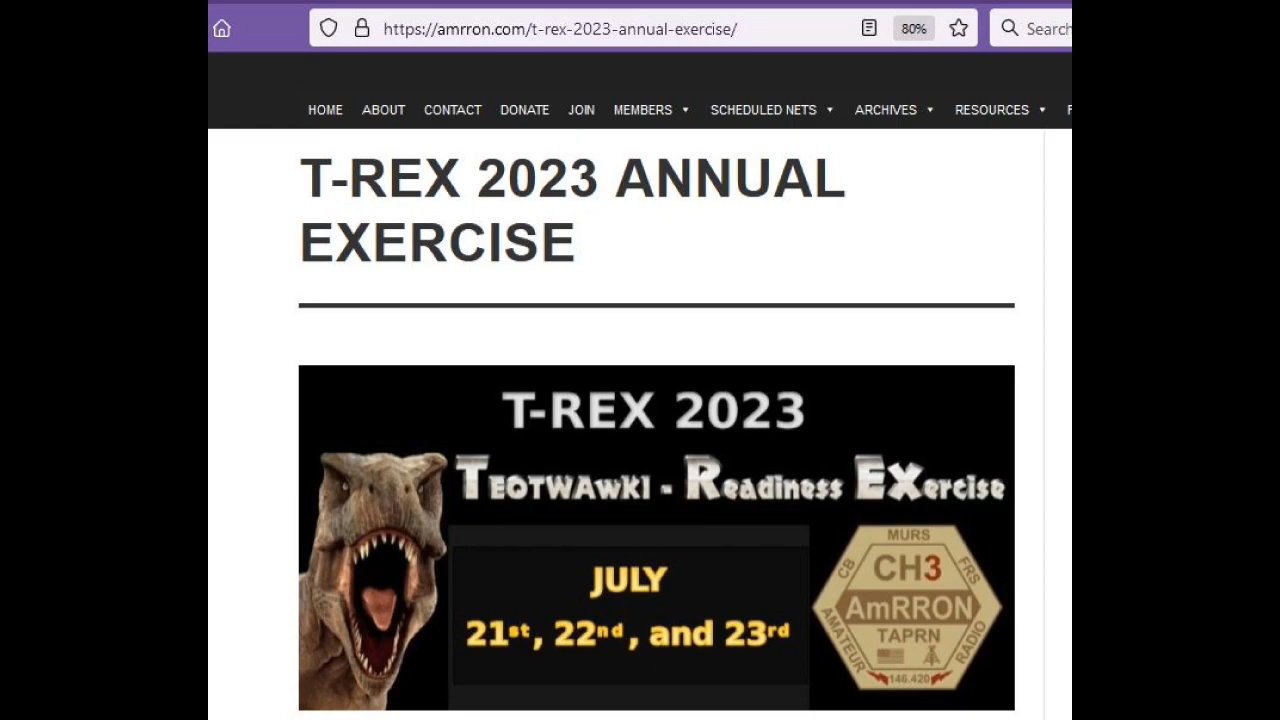 https://amrron.com/t-rex-2023-annual-exercise/ 80% Search
HOME ABOUT CONTACT DONATE JOIN MEMBERS SCHEDULED NETS ARCHIVES RESOURCES
T-REX 2023 ANNUAL
EXERCISE
T-REX 2023
TEOTWAwKI - Readiness EXercise
JULY
21st, 22nd, and 23rd
MURS
CB
CH3
FRS
AmRRON
TAPRN
AMATEUR
RADIO
146.420